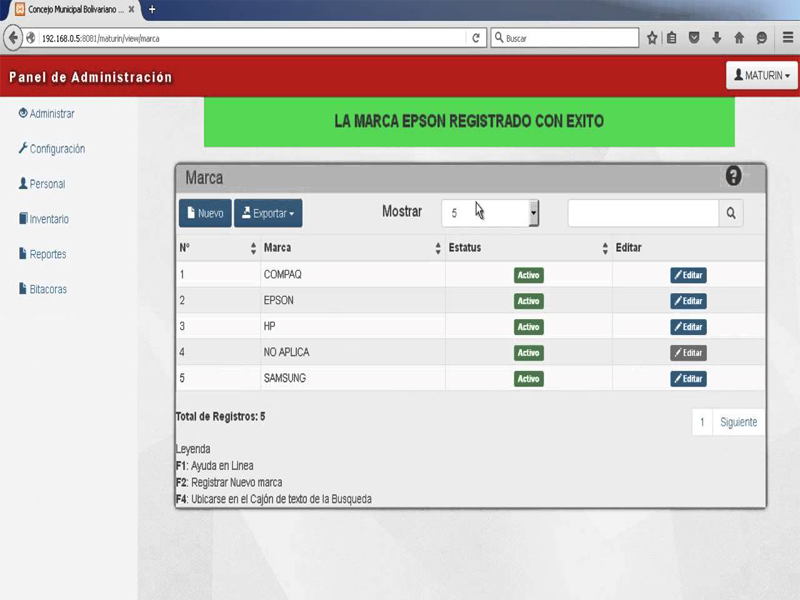 Concejo Municipal Bolivariano ...
192.168.0.5:8081/maturin/view/marca
Buscar
Panel de Administración
MATURIN
Administrar
Configuración
Personal
Inventario
Reportes
Bitacoras
LA MARCA EPSON REGISTRADO CON EXITO
Marca
Nuevo Exportar Mostrar 5
N° Marca Estatus Editar
1 COMPAQ Activo Editar
2 EPSON Activo Editar
3 HP Activo Editar
4 NO APLICA Activo Editar
5 SAMSUNG Activo Editar
Total de Registros: 5
1 Siguiente
Leyenda
F1: Ayuda en Linea
F2: Registrar Nuevo marca
F4: Ubicarse en el Cajón de texto de la Busqueda